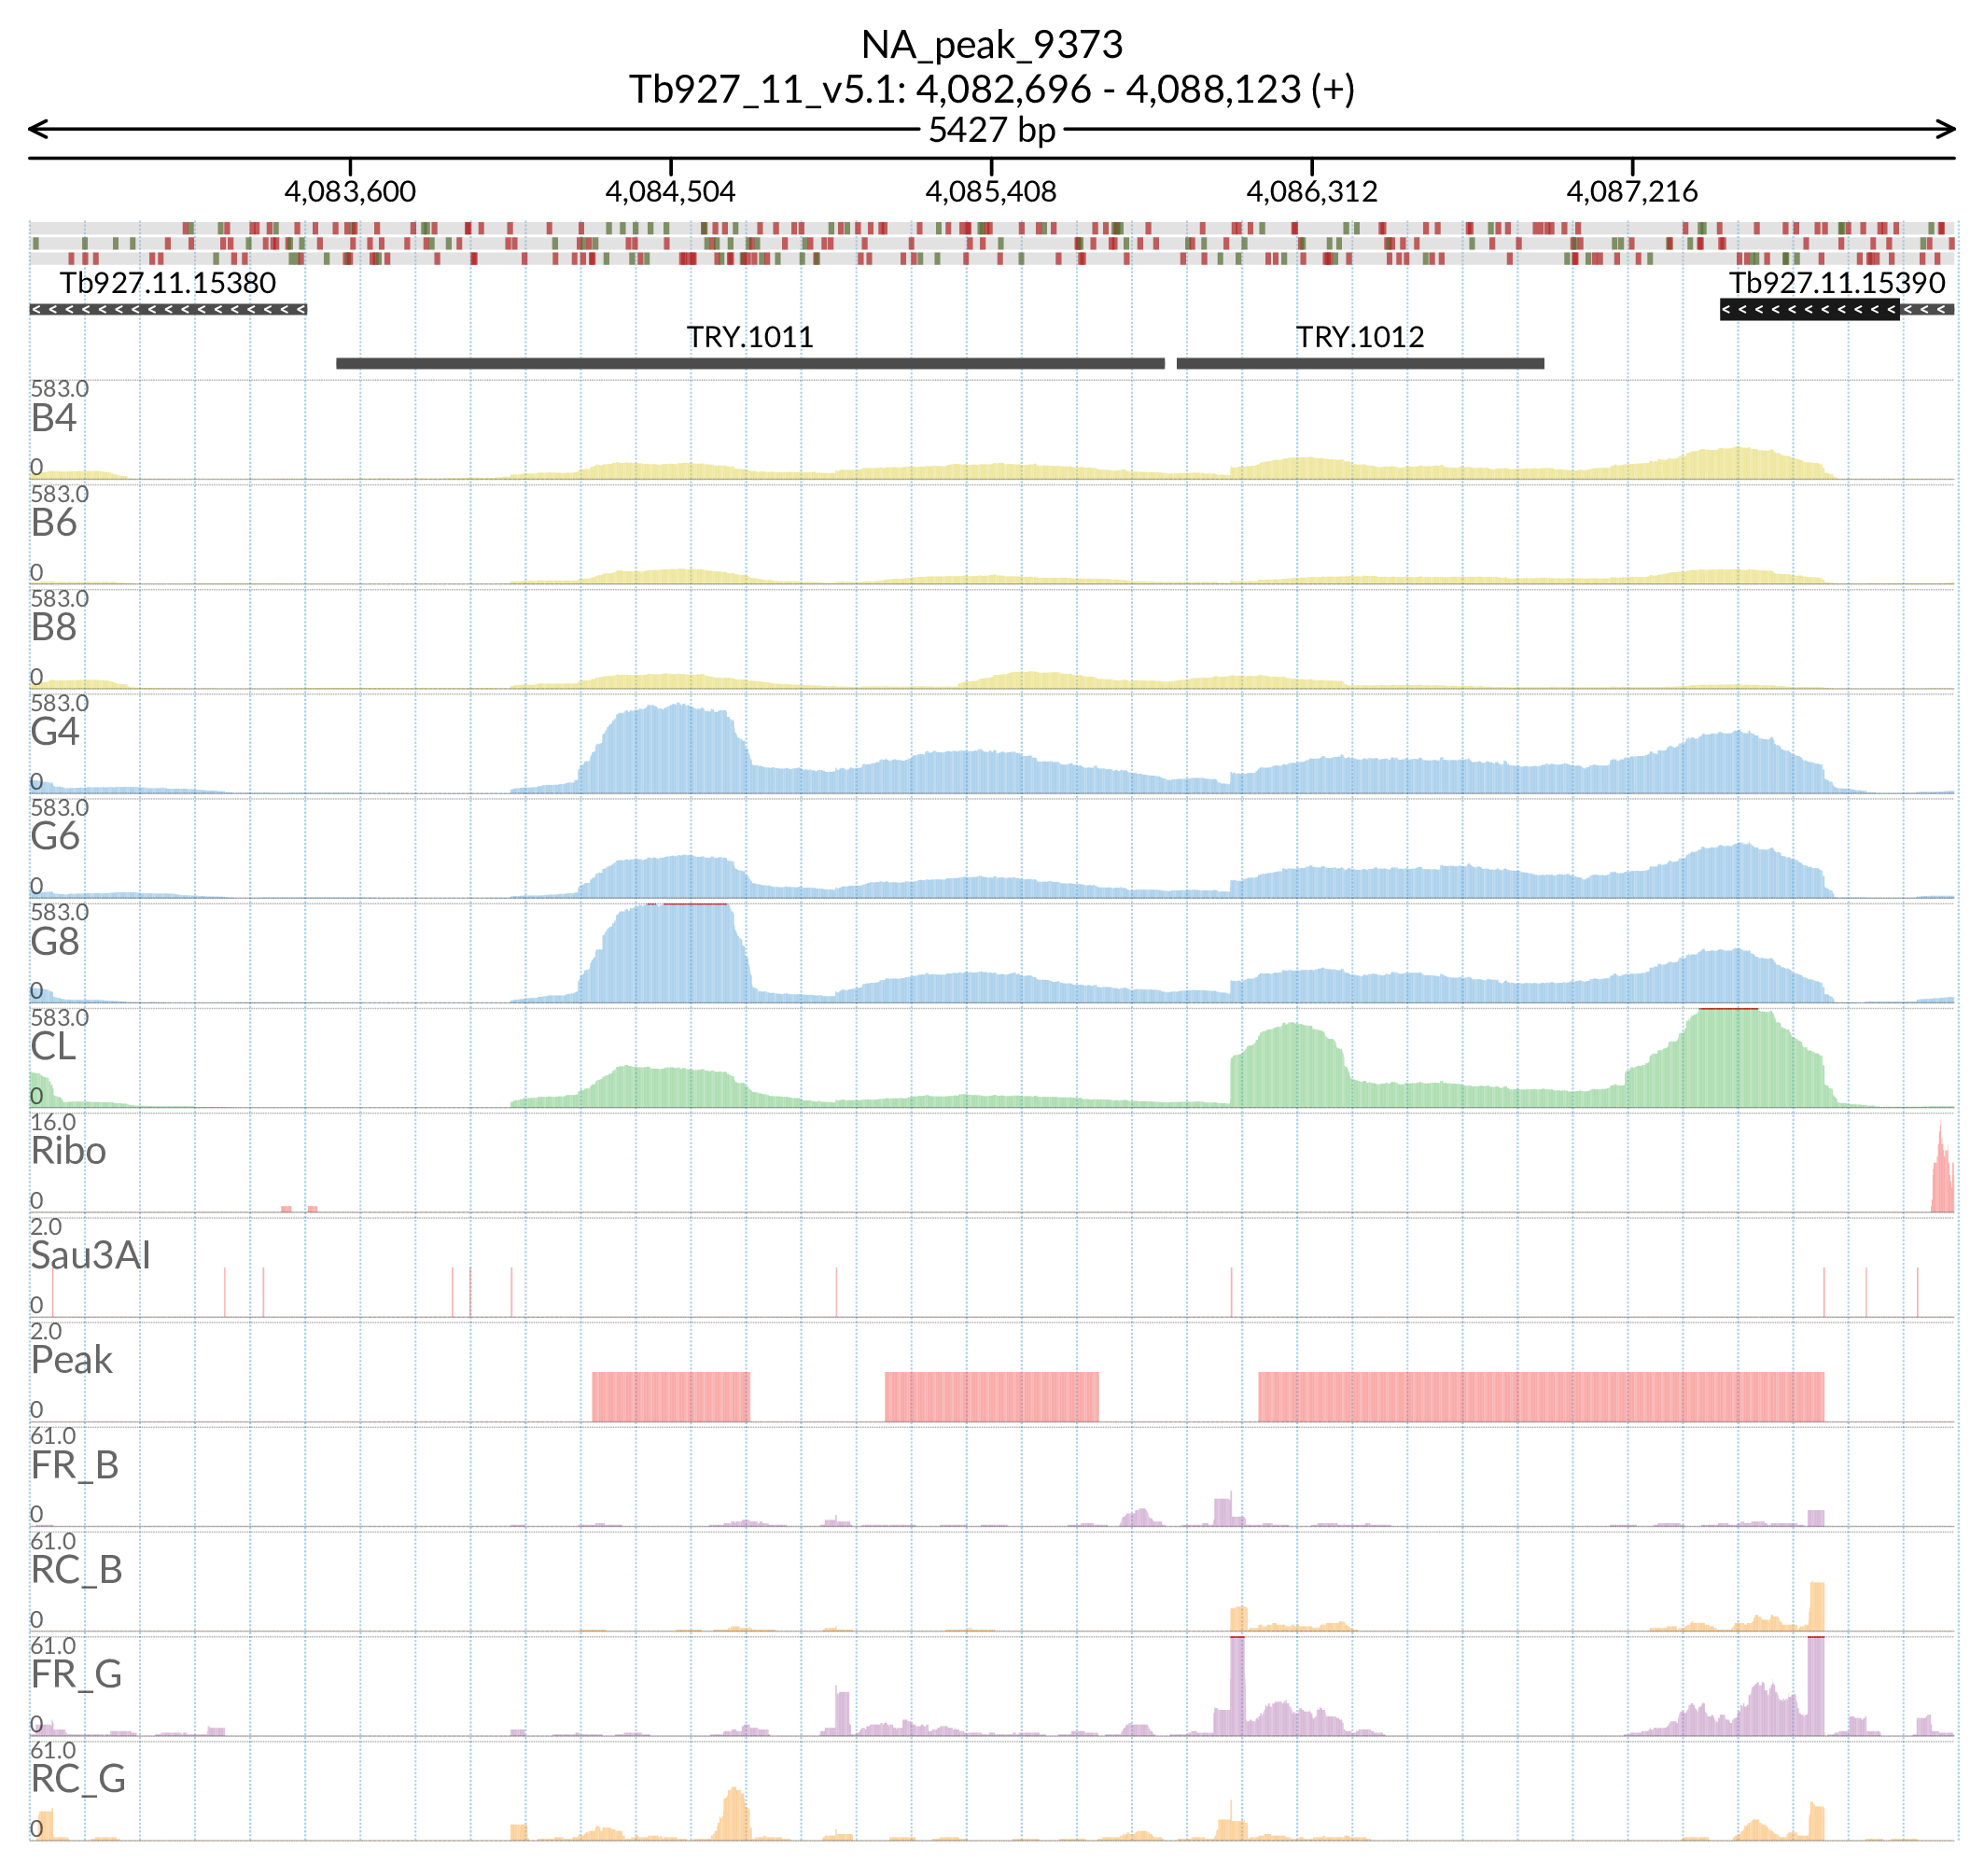 NA_peak_9373
Tb927_11_v5.1: 4,082,696 - 4,088,123 (+)
5427 bp
4,083,600 4,084,504 4,085,408 4,086,312 4,087,216
Tb927.11.15380 Tb927.11.15390
TRY.1011 TRY.1012
583.0
B4
0
583.0
B6
0
583.0
B8
0
583.0
G4
0
583.0
G6
0
583.0
G8
0
583.0
CL
0
16.0
Ribo
0
2.0
Sau3AI
0
2.0
Peak
0
61.0
FR_B
0
61.0
RC_B
0
61.0
FR_G
0
61.0
RC_G
0